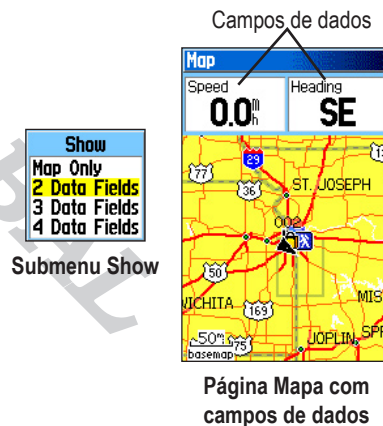 Campos de dados
Map
Speed
Heading
0.0 m/h
SE
Show
Map Only
2 Data Fields
3 Data Fields
4 Data Fields
Submenu Show
29
77
36
ST. JOSEPH
002
50
WICHITA
169
MIS
JOPLIN
SPR
50m
75
basemap
Página Mapa com
campos de dados